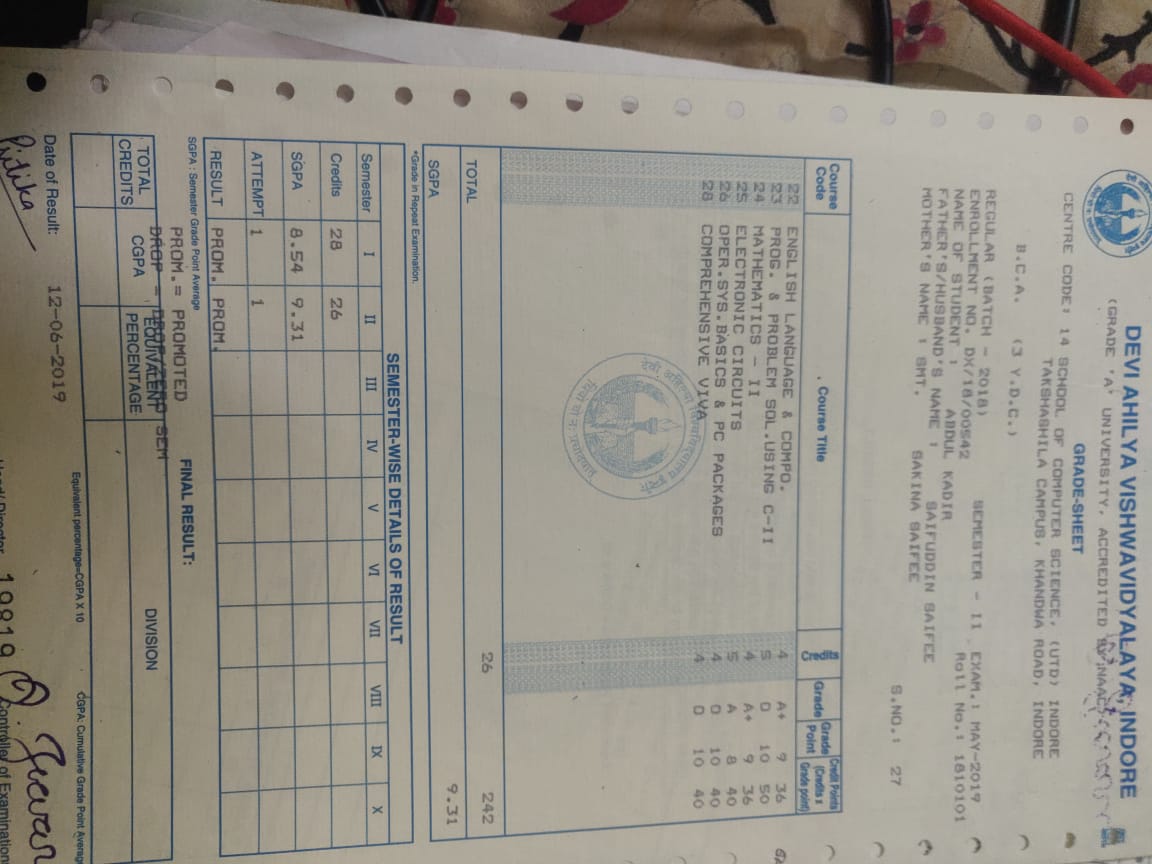 DEVI AHILYA VISHWAVIDYALAYA, INDORE
(GRADE 'A' UNIVERSITY, ACCREDITED BY NAAC)
GRADE-SHEET
CENTRE CODE: 14 SCHOOL OF COMPUTER SCIENCE, (UTD) INDORE
TAKSHASHILA CAMPUS, KHANDWA ROAD, INDORE
B.C.A. (3 Y.D.C.)
REGULAR (BATCH - 2018) SEMESTER - II EXAM.: MAY-2019
ENROLLMENT NO. DX/18/00542 Roll No.: 1810101
NAME OF STUDENT : ABDUL KADIR
FATHER'S/HUSBAND'S NAME : SAIFUDDIN SAIFEE
MOTHER'S NAME : SMT. SAKINA SAIFEE
S.NO.: 27
Course Code Course Title Credits Grade Grade Point Credit Points (Credits x Grade point)
22 ENGLISH LANGUAGE & COMPO. 4 A+ 9 36
23 PROG. & PROBLEM SOL.USING C-II 5 O 10 50
24 MATHEMATICS - II 4 A+ 9 36
25 ELECTRONIC CIRCUITS 5 A 8 40
26 OPER.SYS.BASICS & PC PACKAGES 4 O 10 40
28 COMPREHENSIVE VIVA 4 O 10 40
TOTAL 26 242
SGPA 9.31
*Grade in Repeat Examination.
SEMESTER-WISE DETAILS OF RESULT
Semester I II III IV V VI VII VIII IX X
Credits 28 26
SGPA 8.54 9.31
ATTEMPT 1 1
RESULT PROM. PROM.
SGPA : Semester Grade Point Average
PROM.= PROMOTED
FINAL RESULT:
DROP = DROP/ZERO SEM
TOTAL CREDITS CGPA EQUIVALENT PERCENTAGE DIVISION
Equivalent percentage=CGPA X 10 CGPA: Cumulative Grade Point Average
Date of Result: 12-06-2019
19819
Controller of Examination